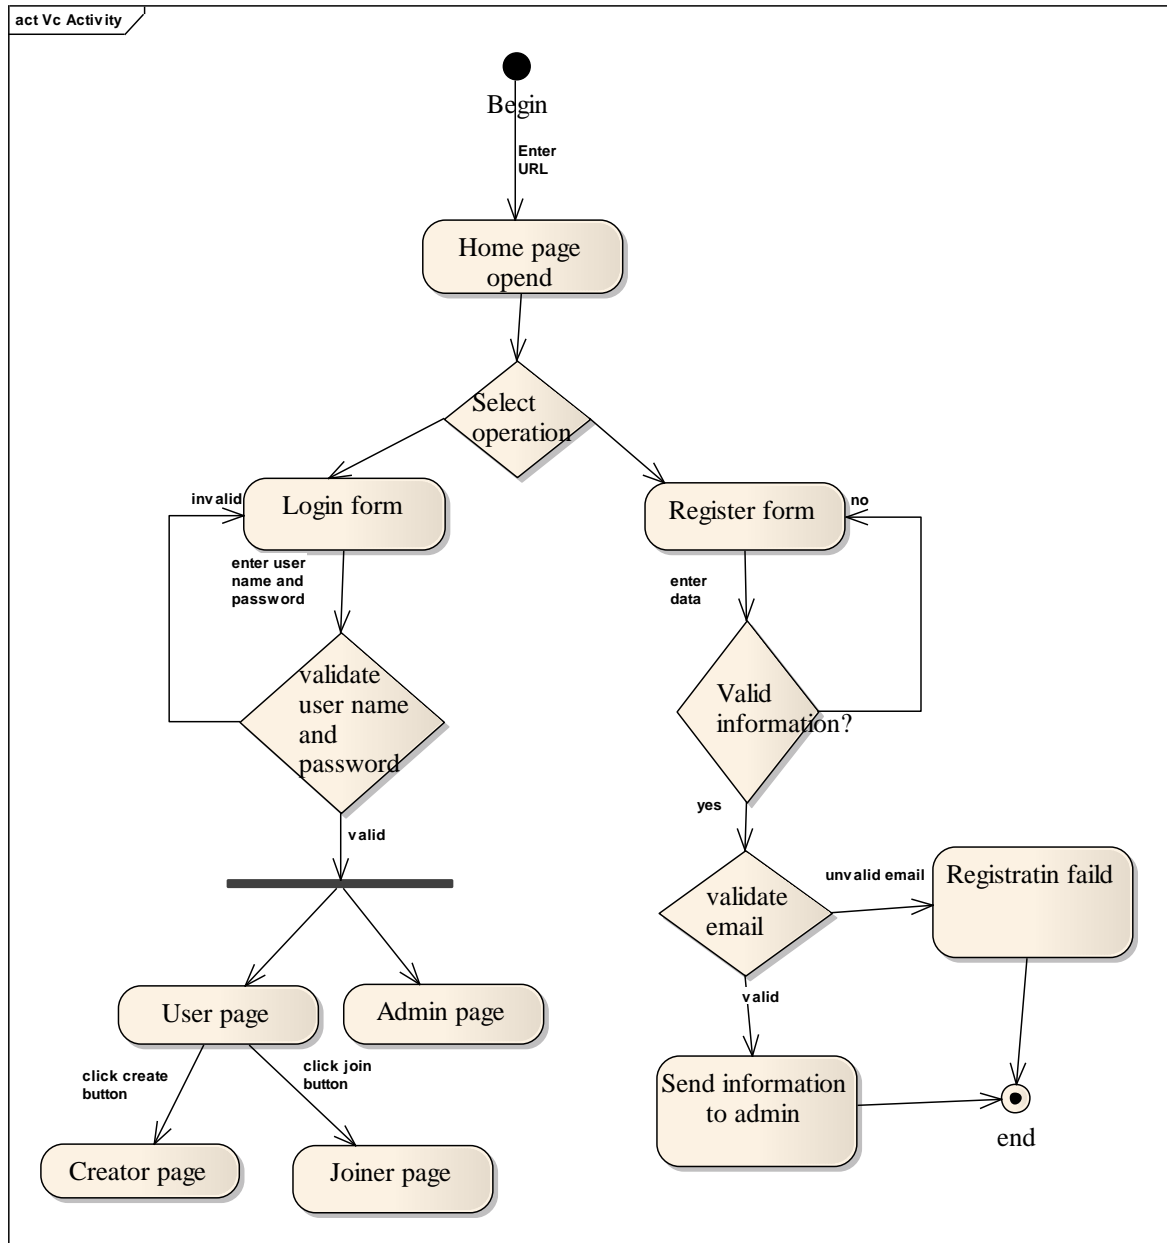 act Vc Activity
Begin
Enter
URL
Home page
opend
Select
operation
invalid
Login form
Register form
no
enter user
name and
password
enter
data
validate
user name
and
password
Valid
information?
yes
valid
validate
email
unvalid email
Registratin faild
valid
User page
Admin page
click create
button
click join
button
Send information
to admin
end
Creator page
Joiner page